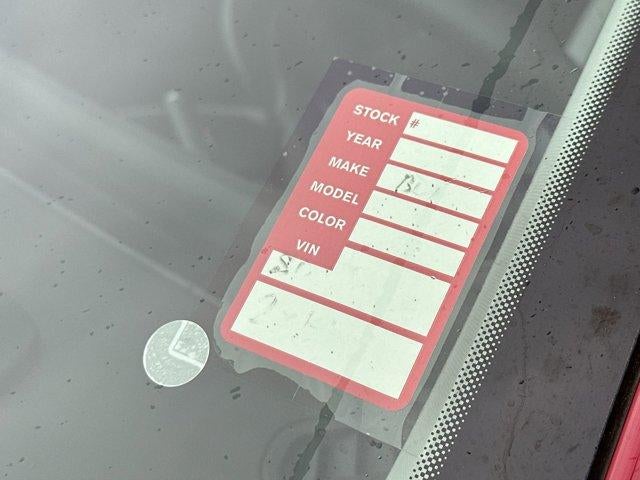 STOCK #
YEAR
MAKE
MODEL
COLOR
VIN